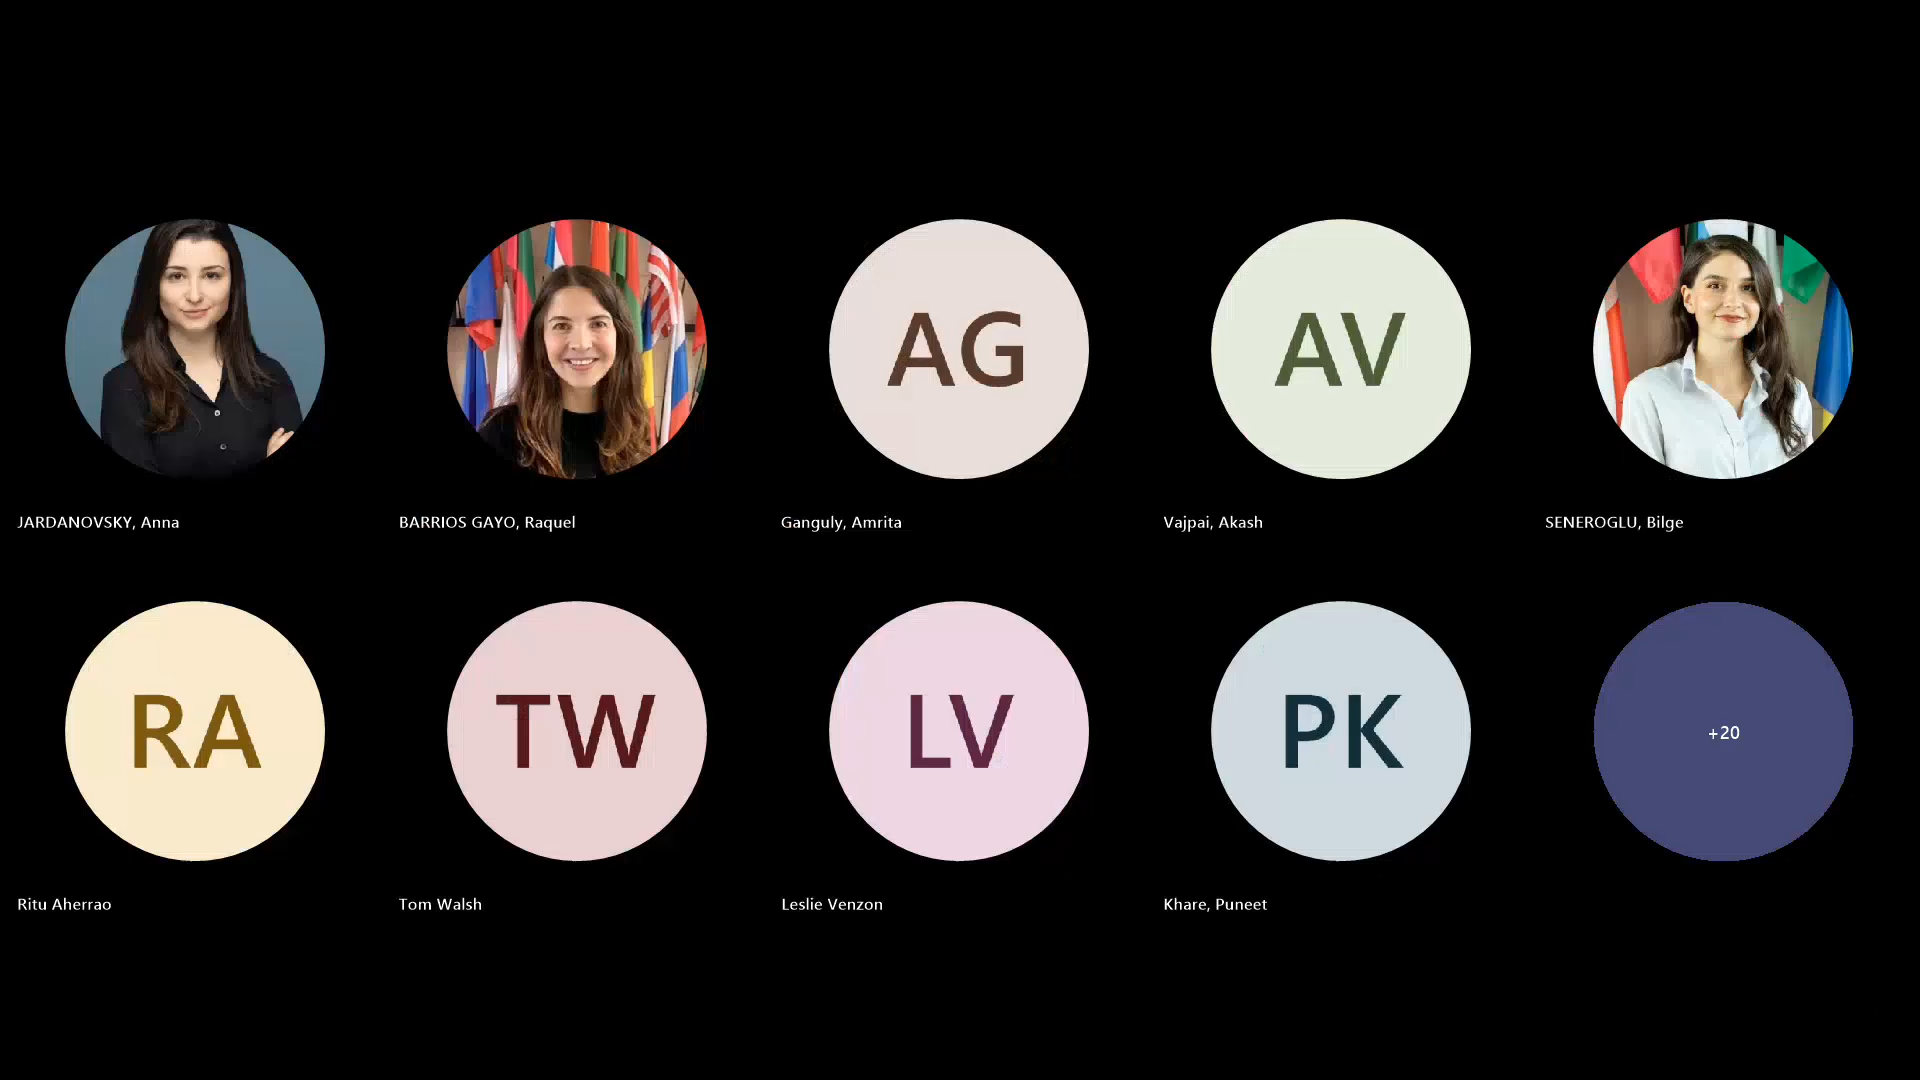 AG
AV
JARDANOVSKY, Anna
BARRIOS GAYO, Raquel
Ganguly, Amrita
Vajpai, Akash
SENEROGLU, Bilge
RA
TW
LV
PK
+20
Ritu Aherrao
Tom Walsh
Leslie Venzon
Khare, Puneet